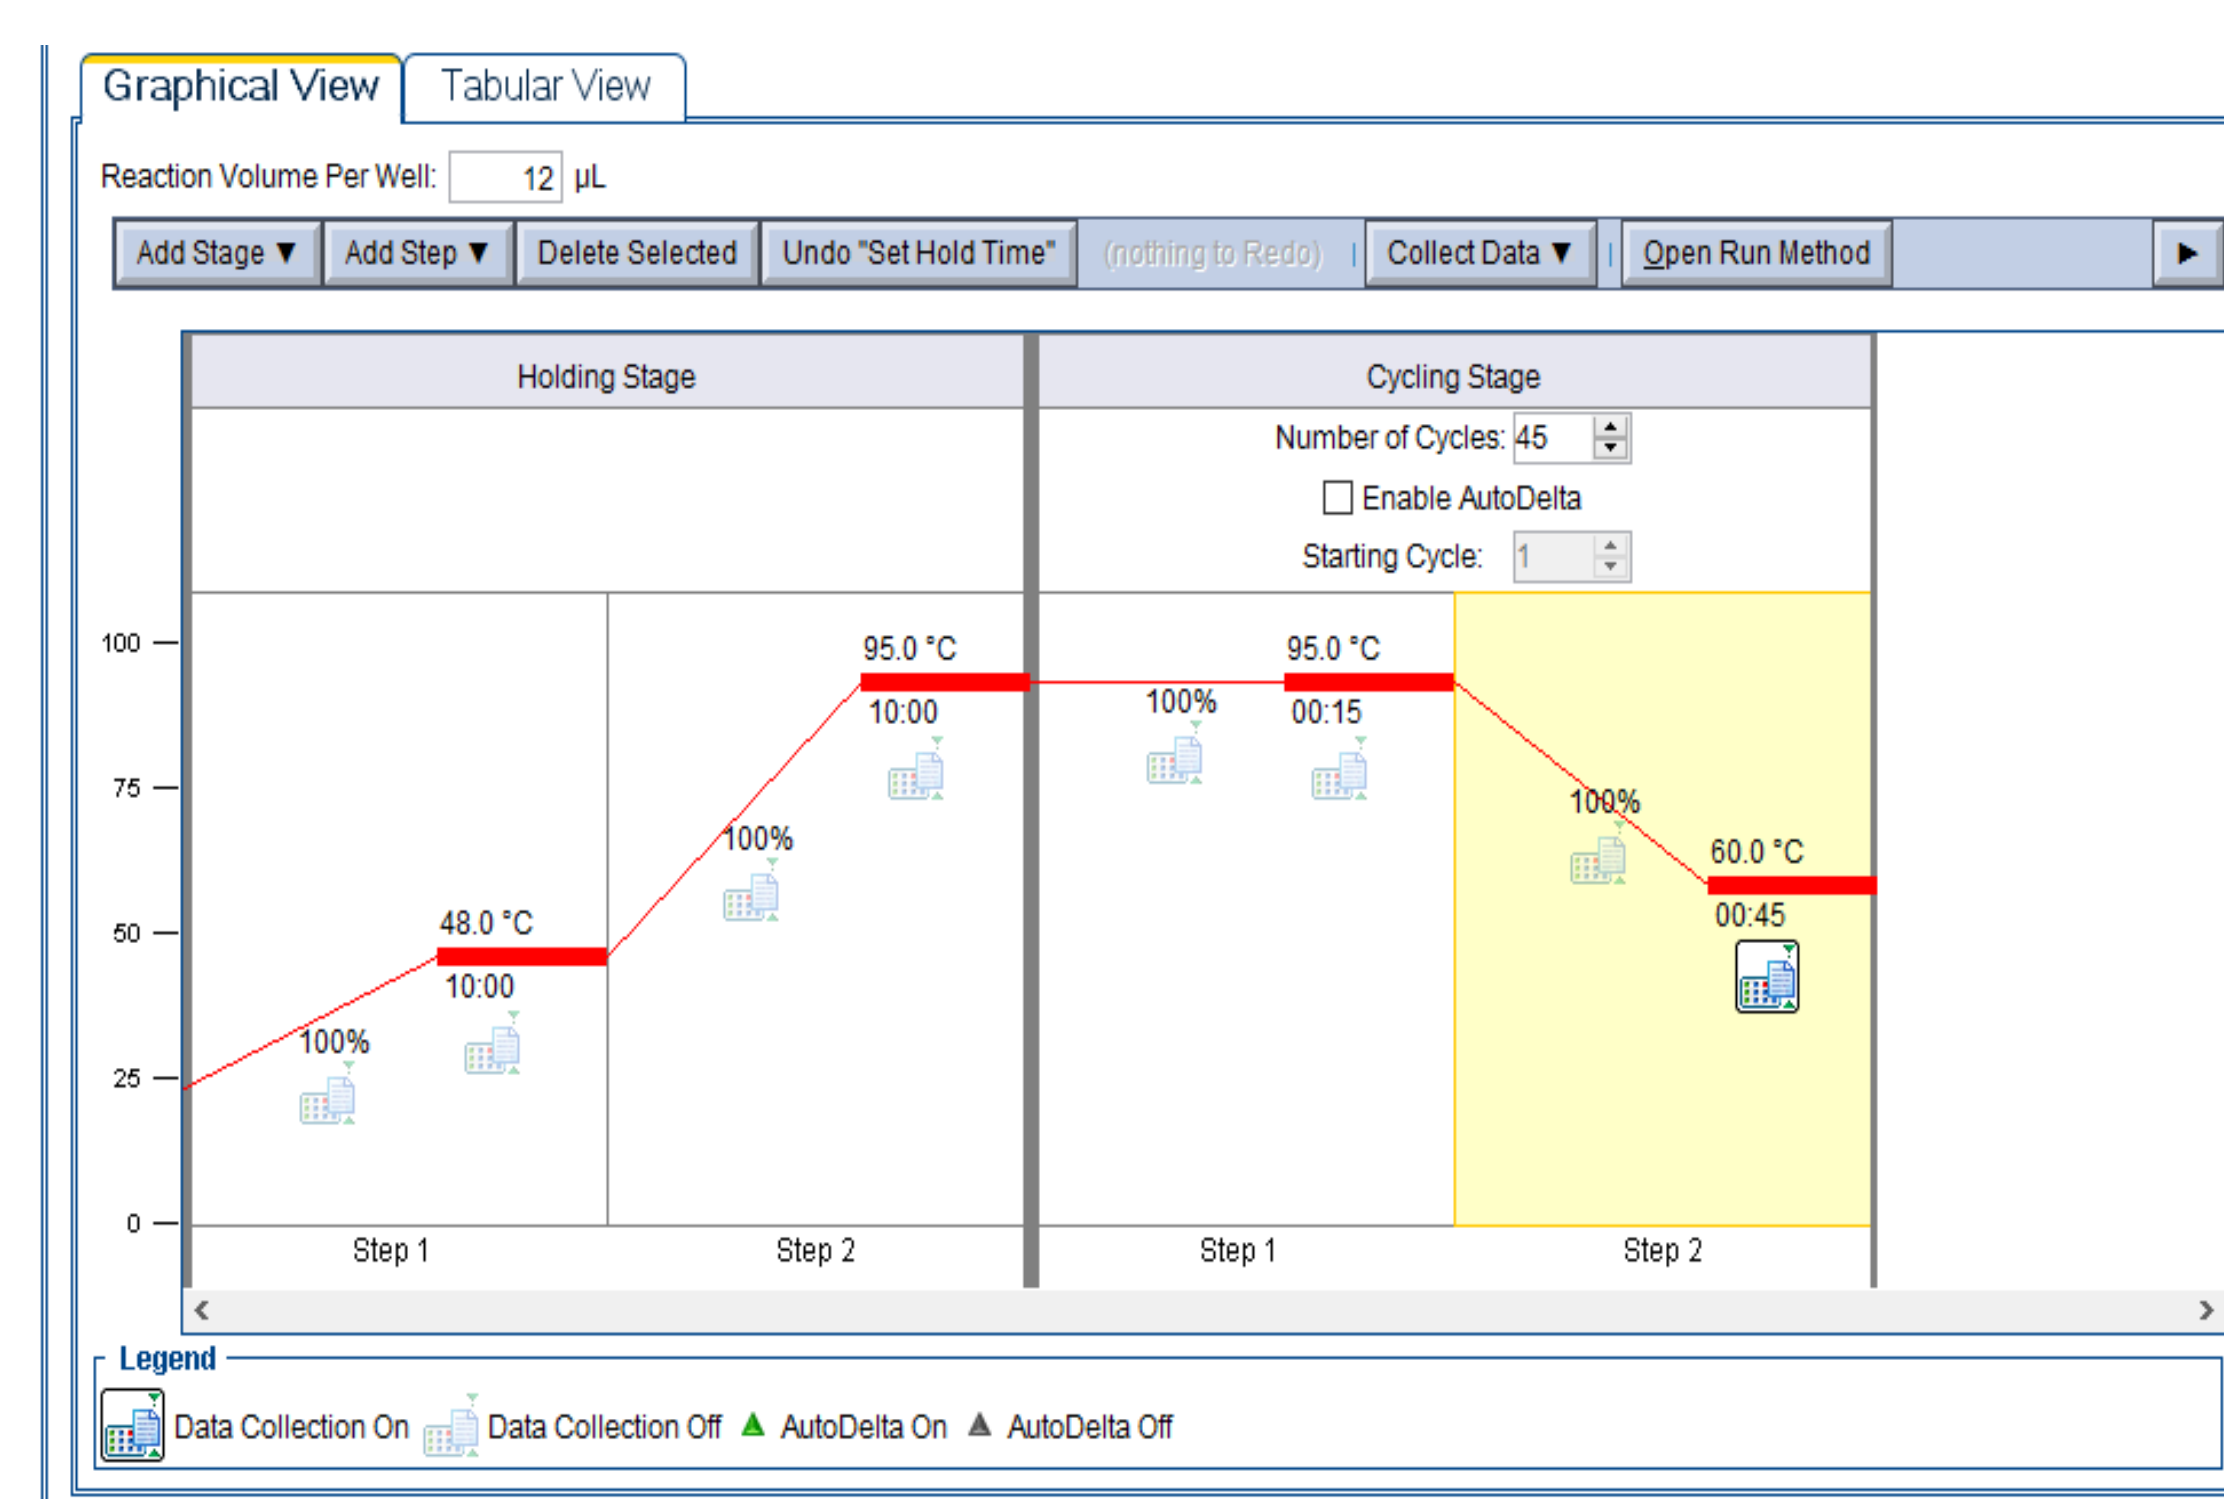 Graphical View Tabular View
Reaction Volume Per Well: 12 µL
Add Stage ▼ Add Step ▼ Delete Selected Undo "Set Hold Time" (nothing to Redo) | Collect Data ▼ | Open Run Method
Holding Stage Cycling Stage
Number of Cycles: 45
Enable AutoDelta
Starting Cycle: 1
100 95.0 °C 95.0 °C
10:00 100% 00:15
75 100%
100% 60.0 °C
50 48.0 °C 00:45
10:00
100%
25
0
Step 1 Step 2 Step 1 Step 2
Legend
Data Collection On Data Collection Off AutoDelta On AutoDelta Off